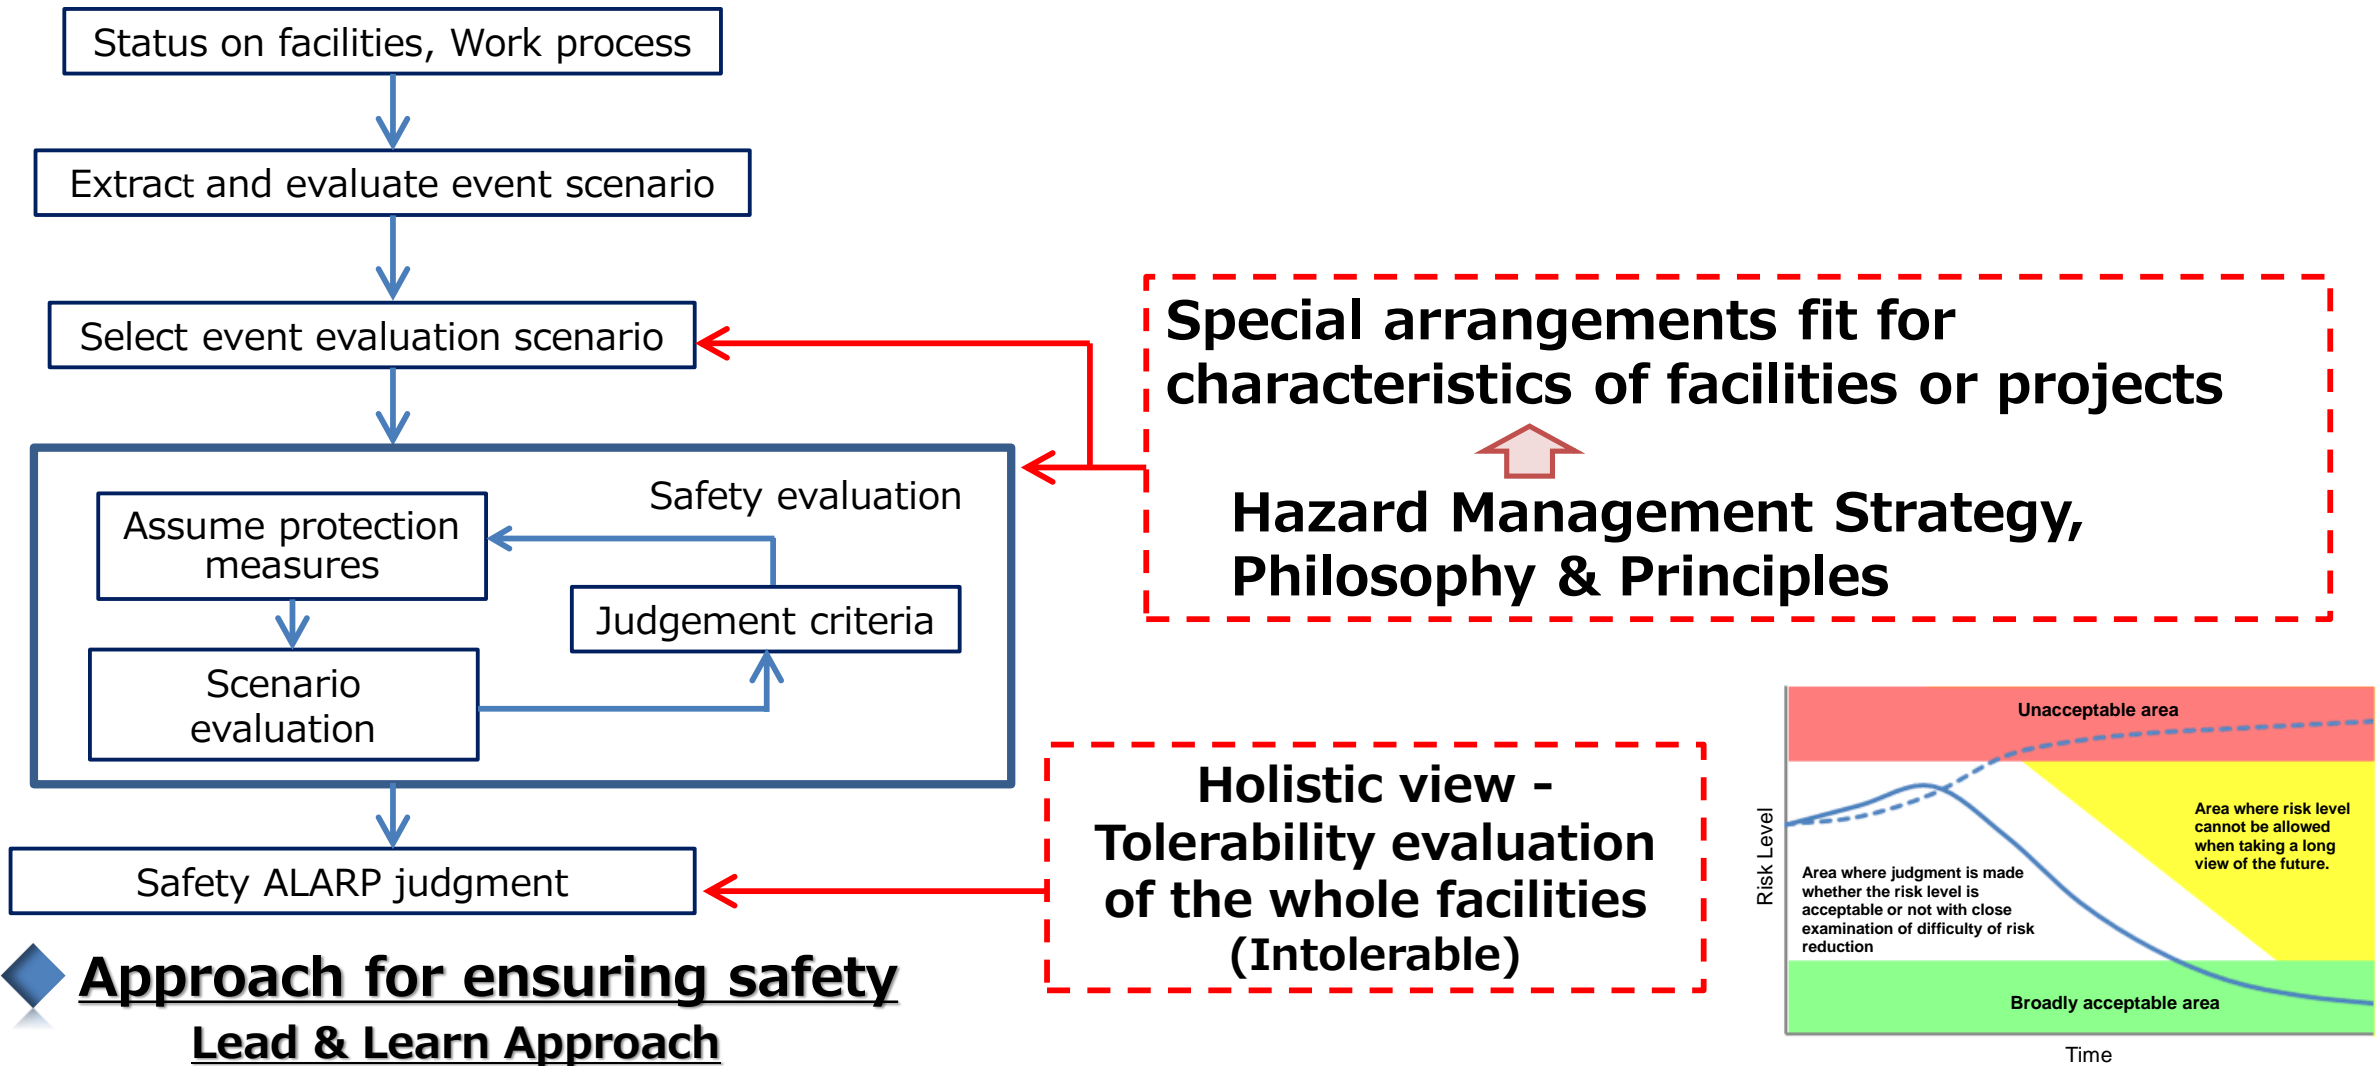 Status on facilities, Work process
Extract and evaluate event scenario
Select event evaluation scenario
Safety evaluation
Assume protection
measures
Judgement criteria
Scenario
evaluation
Safety ALARP judgment
Approach for ensuring safety
Lead & Learn Approach
Special arrangements fit for
characteristics of facilities or projects
Hazard Management Strategy,
Philosophy & Principles
Holistic view -
Tolerability evaluation
of the whole facilities
(Intolerable)
Unacceptable area
Area where risk level
cannot be allowed
when taking a long
view of the future.
Risk Level
Area where judgment is made
whether the risk level is
acceptable or not with close
examination of difficulty of risk
reduction
Broadly acceptable area
Time